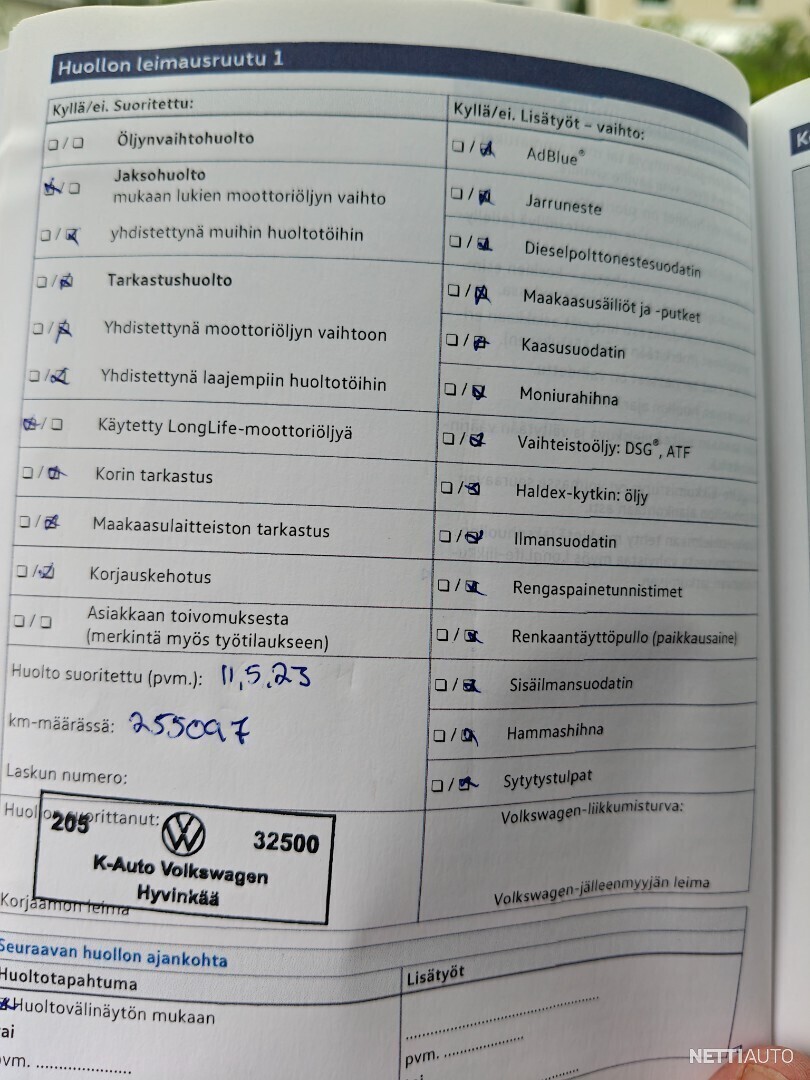 Huollon leimausruutu 1
Kyllä/ei. Suoritettu:
Öljynvaihtohuolto
Jaksohuolto
mukaan lukien moottoriöljyn vaihto
yhdistettynä muihin huoltotöihin
Tarkastushuolto
Yhdistettynä moottoriöljyn vaihtoon
Yhdistettynä laajempiin huoltotöihin
Käytetty LongLife-moottoriöljyä
Korin tarkastus
Maakaasulaitteiston tarkastus
Korjauskehotus
Asiakkaan toivomuksesta
(merkintä myös työtilaukseen)
Huolto suoritettu (pvm.): 11.5.23
km-määrässä: 255097
Laskun numero:
Huollon suorittanut:
205 32500
K-Auto Volkswagen
Hyvinkää
Korjaamon leima
Kyllä/ei. Lisätyöt – vaihto:
AdBlue®
Jarruneste
Dieselpolttonestesuodatin
Maakaasusäiliöt ja -putket
Kaasusuodatin
Moniurahihna
Vaihteistoöljy: DSG®, ATF
Haldex-kytkin: öljy
Ilmansuodatin
Rengaspainetunnistimet
Renkaantäyttöpullo (paikkausaine)
Sisäilmansuodatin
Hammashihna
Sytytystulpat
Volkswagen-liikkumisturva:
Volkswagen-jälleenmyyjän leima
Seuraavan huollon ajankohta
Huoltotapahtuma
Huoltovälinäytön mukaan
ai
pvm. ....................
Lisätyöt
........................................
pvm. ................
NETTIAUTO